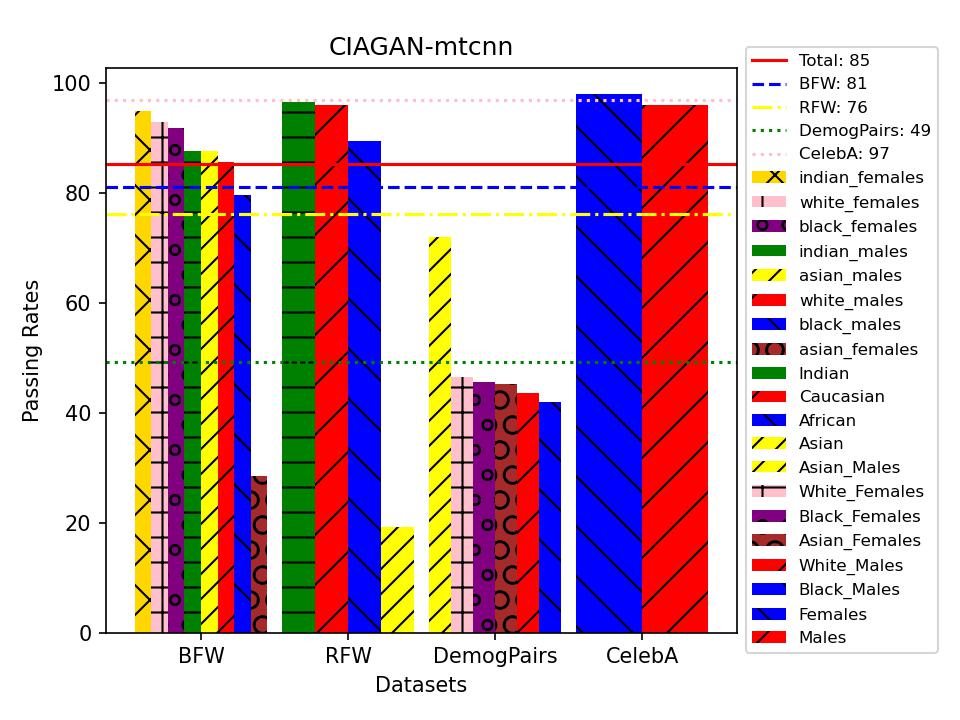 CIAGAN-mtcnn
100
80
60
40
20
0
Passing Rates
BFW
RFW
DemogPairs
CelebA
Datasets
Total: 85
BFW: 81
RFW: 76
DemogPairs: 49
CelebA: 97
indian_females
white_females
black_females
indian_males
asian_males
white_males
black_males
asian_females
Indian
Caucasian
African
Asian
Asian_Males
White_Females
Black_Females
Asian_Females
White_Males
Black_Males
Females
Males